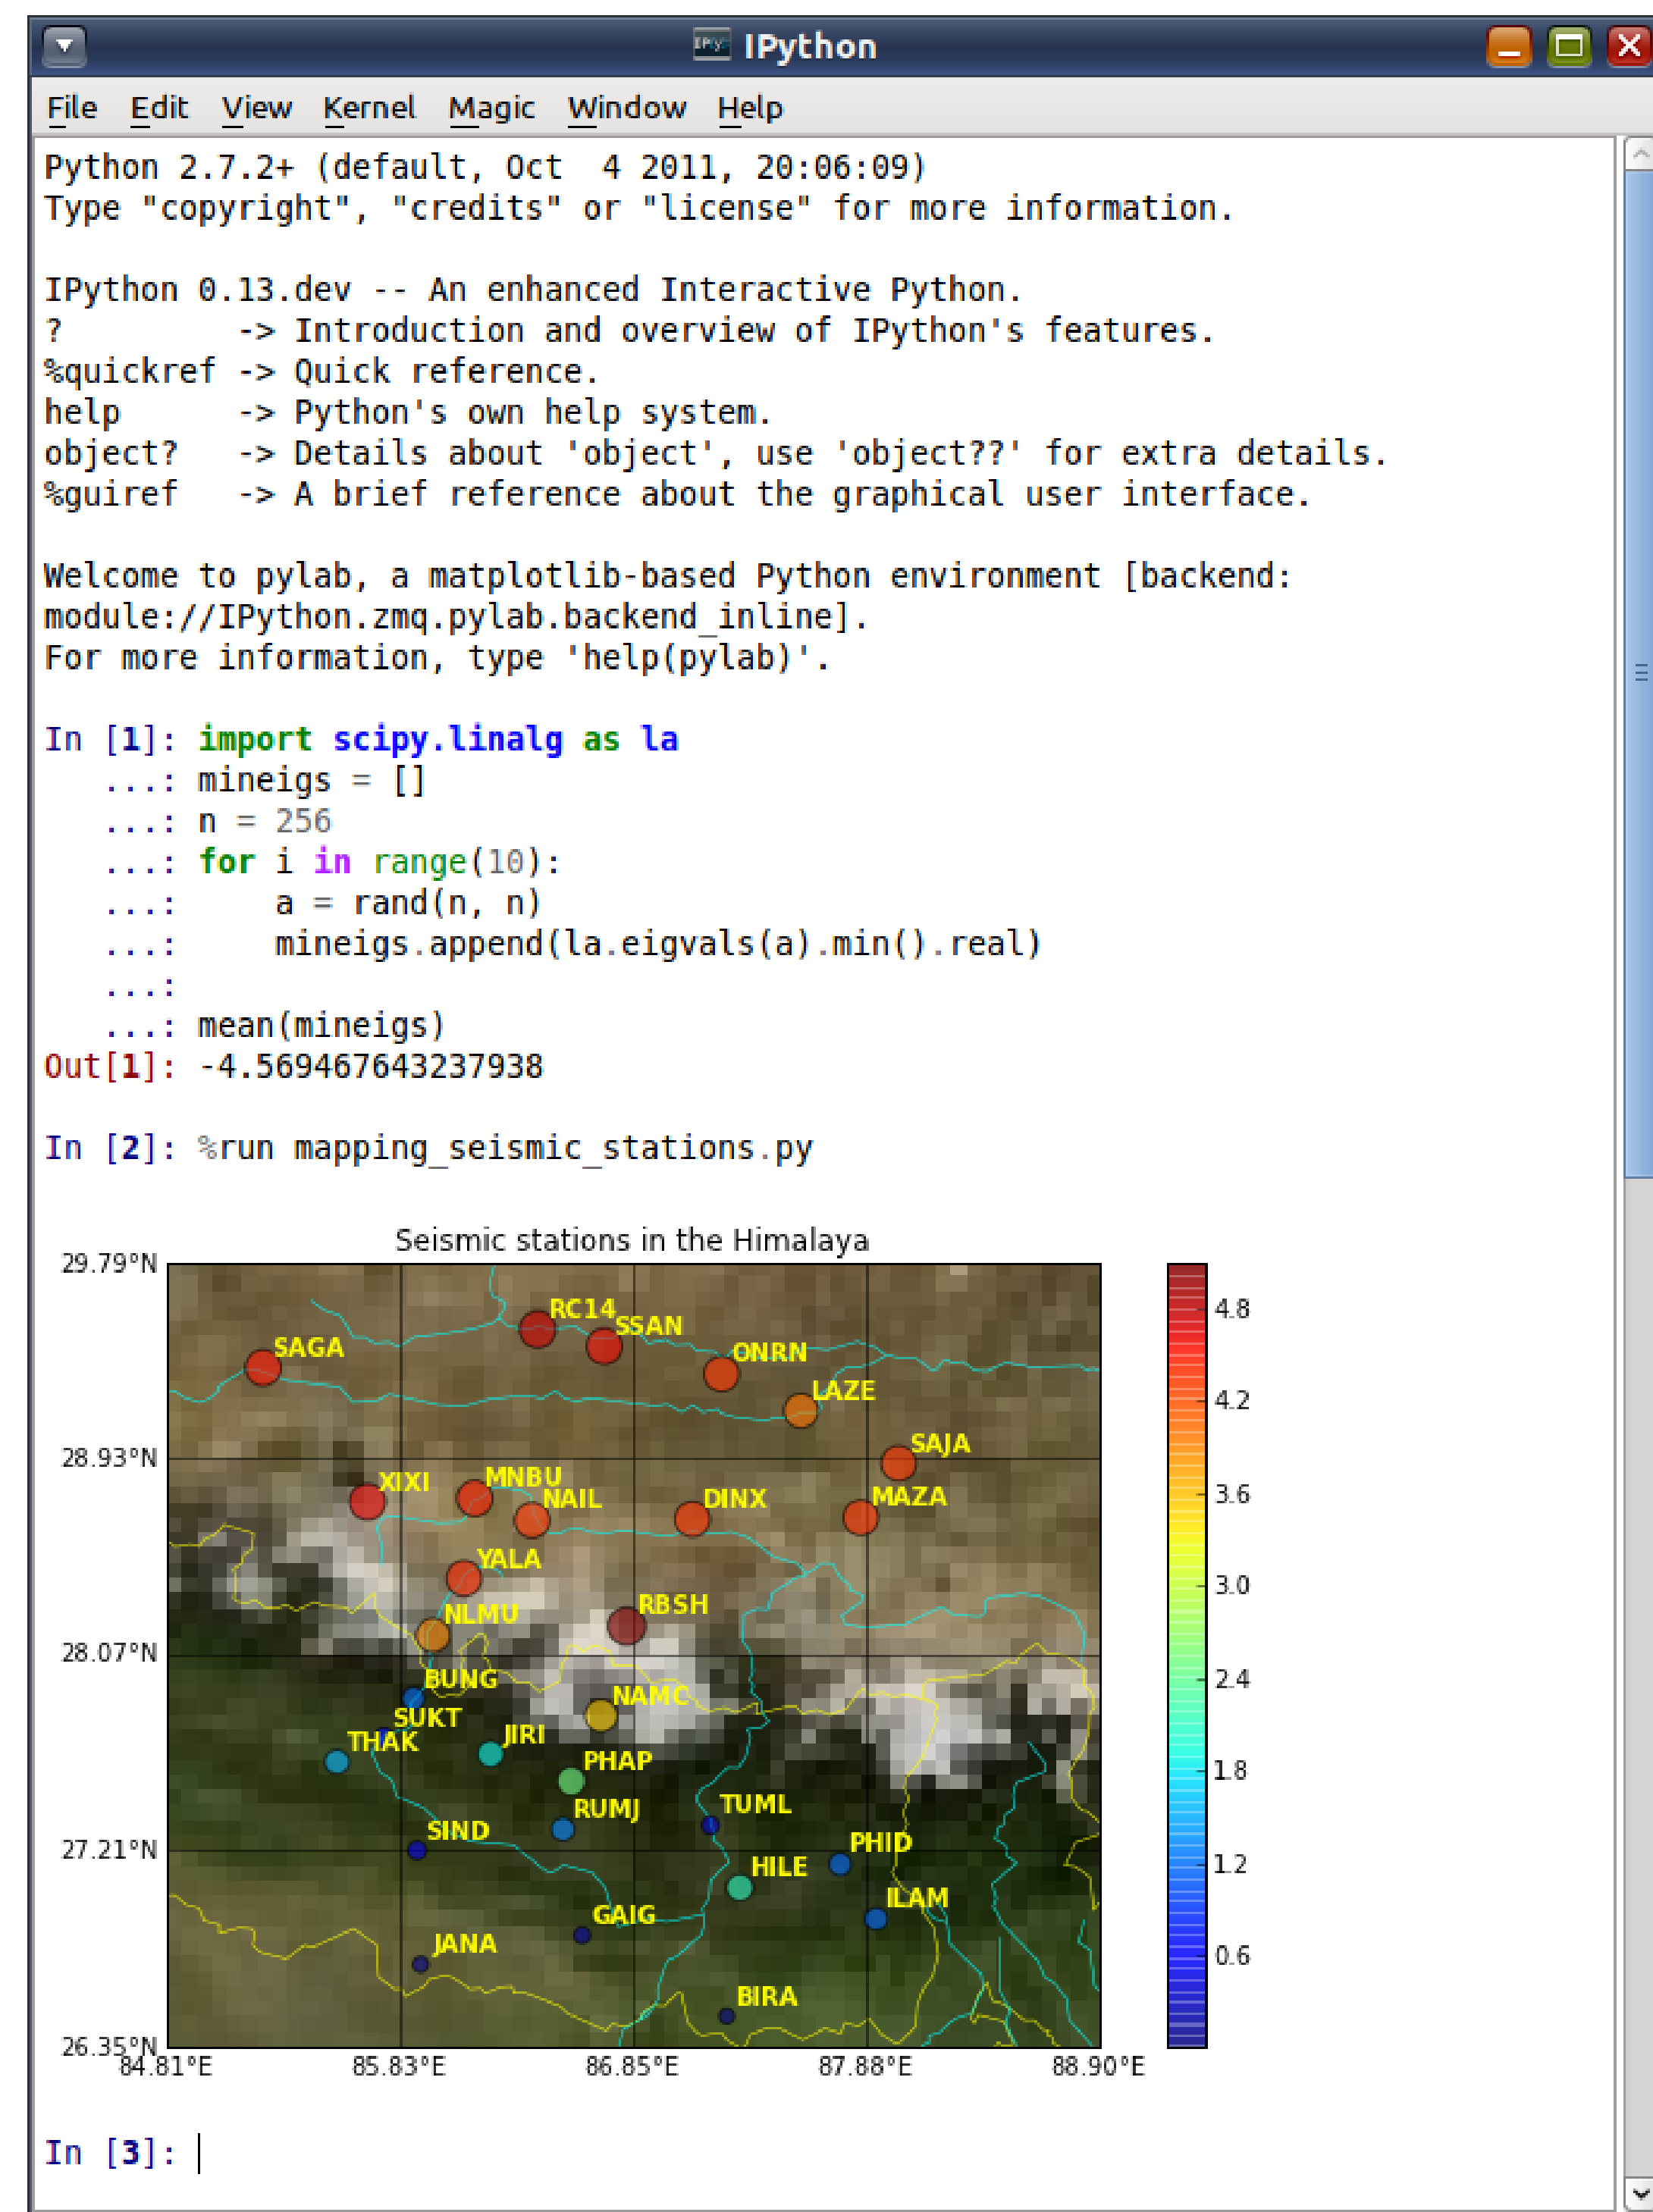 IPython
File Edit View Kernel Magic Window Help
Python 2.7.2+ (default, Oct  4 2011, 20:06:09)
Type "copyright", "credits" or "license" for more information.
IPython 0.13.dev -- An enhanced Interactive Python.
?         -> Introduction and overview of IPython's features.
%quickref -> Quick reference.
help      -> Python's own help system.
object?   -> Details about 'object', use 'object??' for extra details.
%guiref   -> A brief reference about the graphical user interface.
Welcome to pylab, a matplotlib-based Python environment [backend:
module://IPython.zmq.pylab.backend_inline].
For more information, type 'help(pylab)'.
In [1]: import scipy.linalg as la
   ...: mineigs = []
   ...: n = 256
   ...: for i in range(10):
   ...:     a = rand(n, n)
   ...:     mineigs.append(la.eigvals(a).min().real)
   ...:
   ...: mean(mineigs)
Out[1]: -4.569467643237938
In [2]: %run mapping_seismic_stations.py
Seismic stations in the Himalaya
29.79°N
RC14
SSAN
SAGA
ONRN
LAZE
SAJA
28.93°N
XIXI
MNBU
NAIL
DINX
MAZA
YALA
NLMU
RBSH
28.07°N
BUNG
NAMC
SUKT
THAK
JIRI
PHAP
RUMJ
TUML
SIND
27.21°N
PHID
HILE
ILAM
GAIG
JANA
BIRA
26.35°N
84.81°E 85.83°E 86.85°E 87.88°E 88.90°E
4.8
4.2
3.6
3.0
2.4
1.8
1.2
0.6
In [3]: